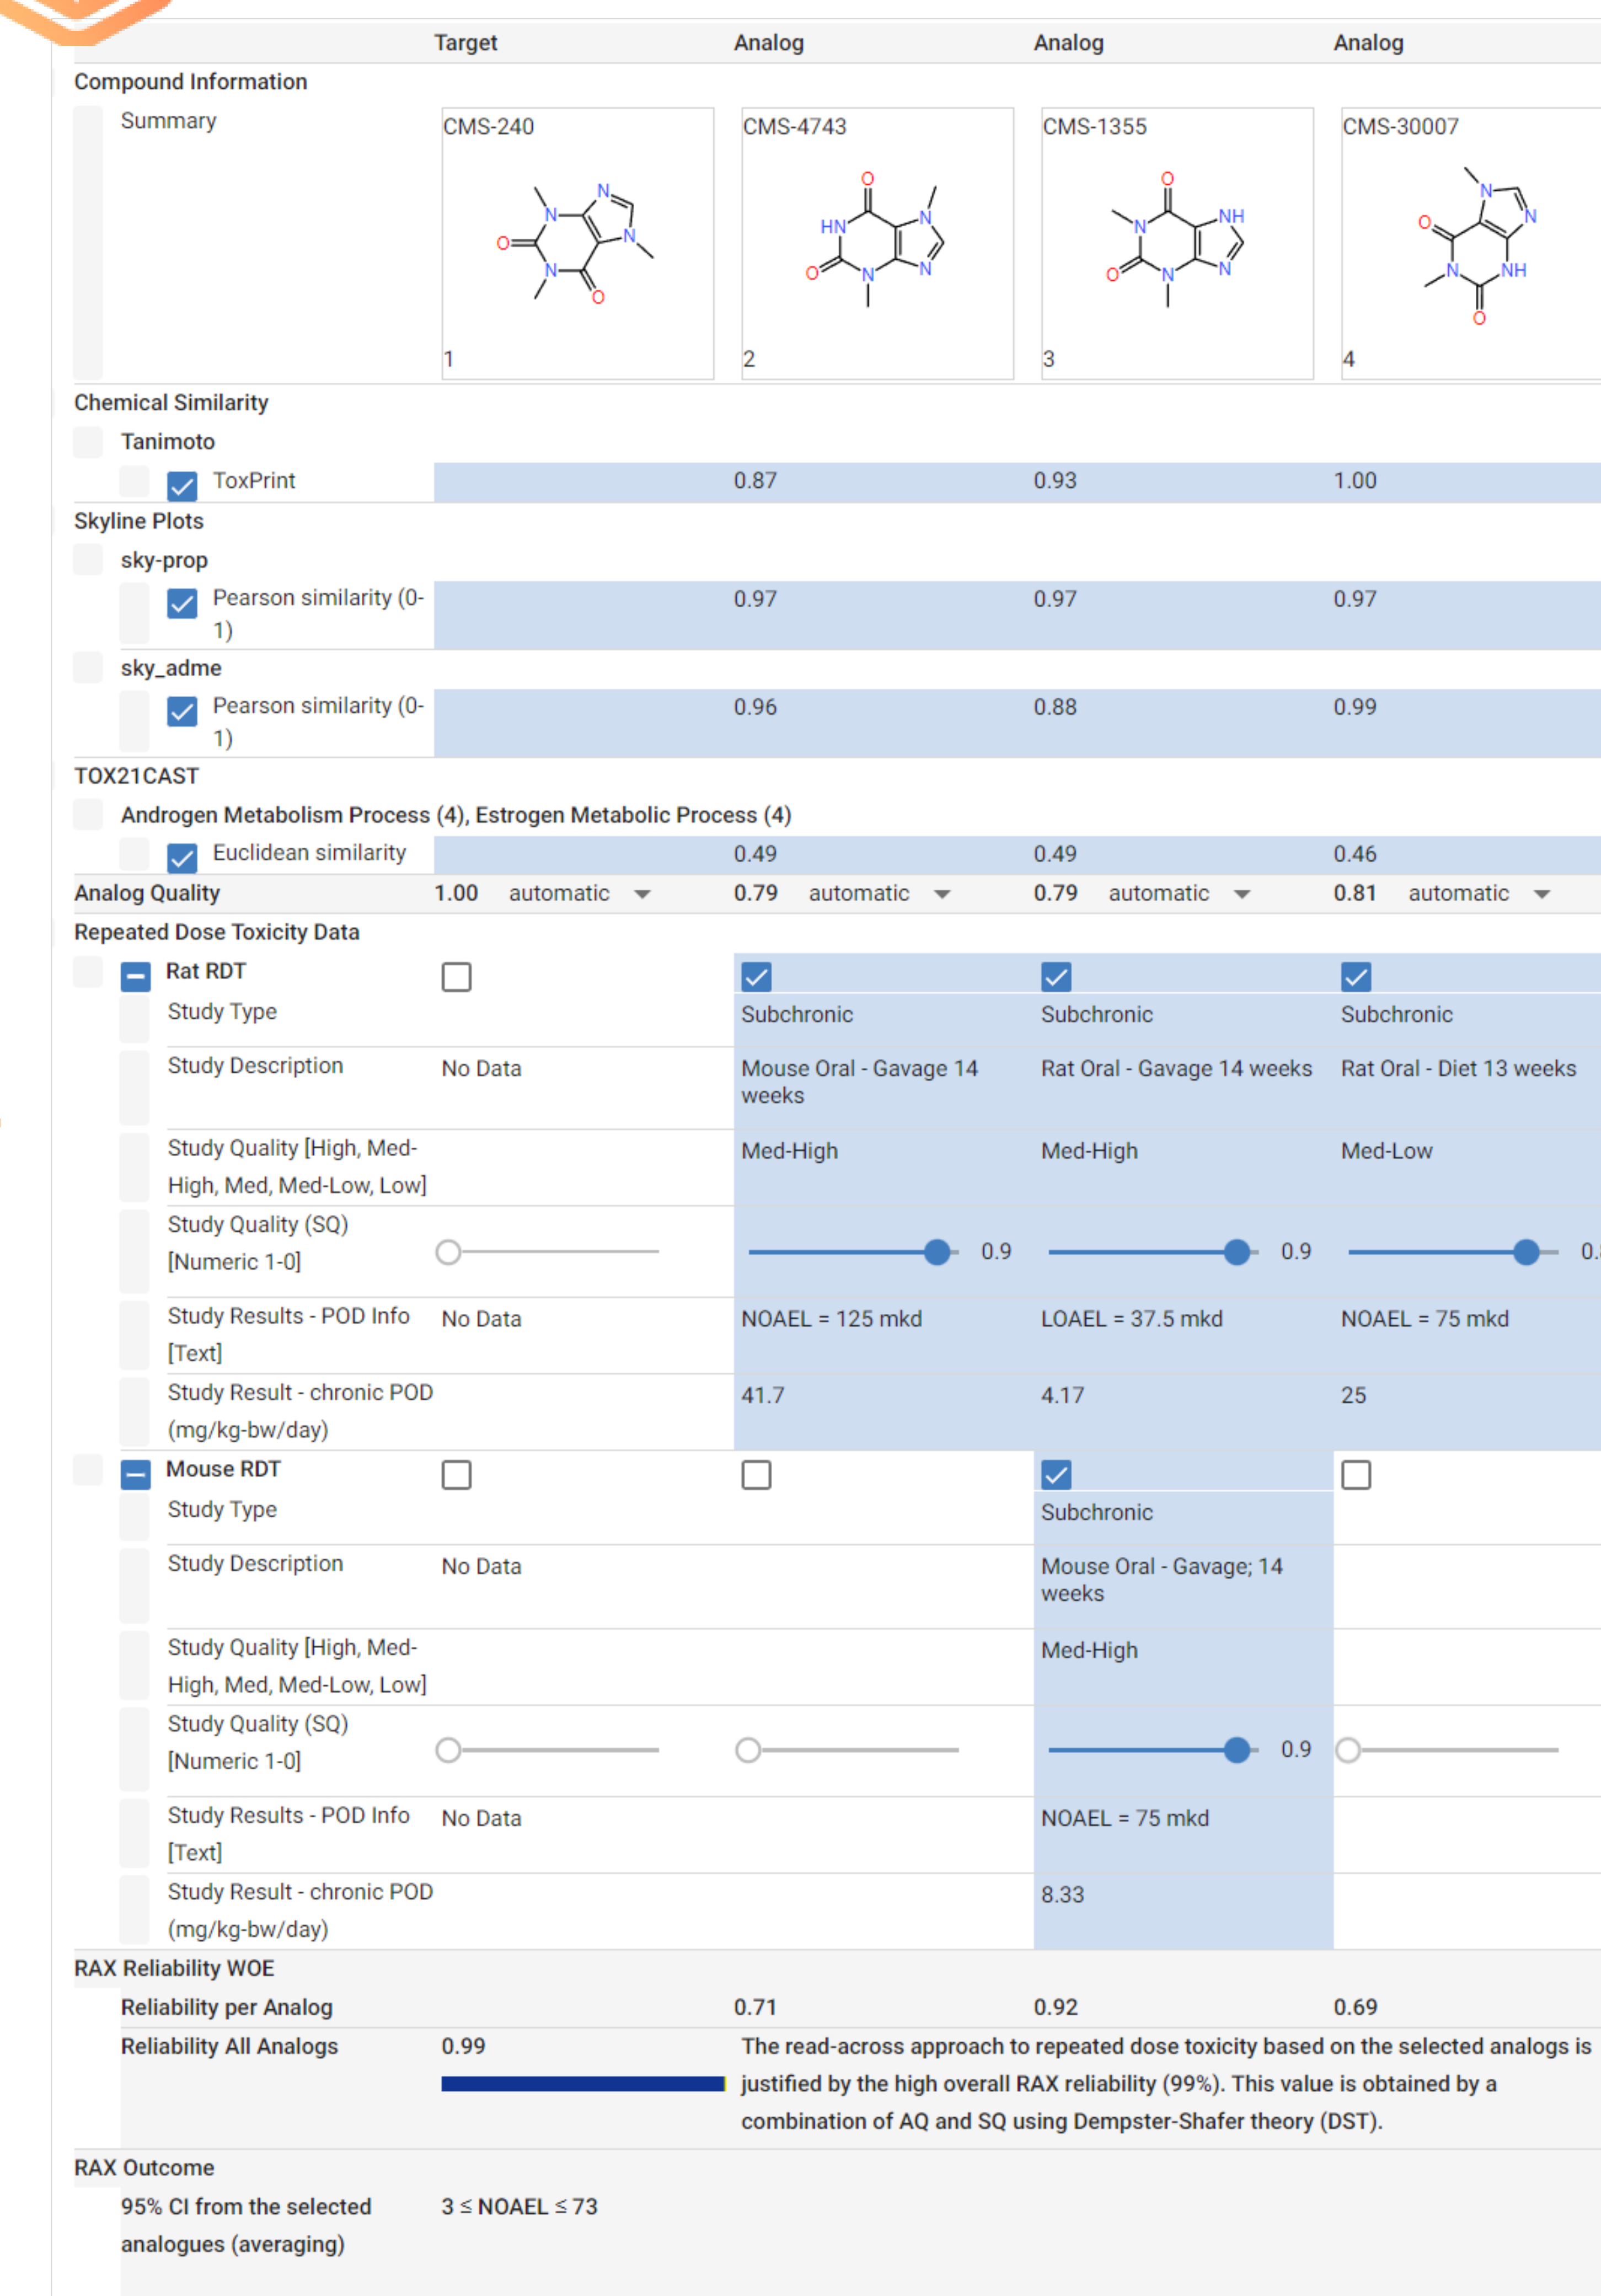 Target Analog Analog Analog
Compound Information
Summary CMS-240 CMS-4743 CMS-1355 CMS-30007
N N O N N O HN O N N O N O N NH O N N O N N O N NH O
1 2 3 4
Chemical Similarity
Tanimoto
ToxPrint 0.87 0.93 1.00
Skyline Plots
sky-prop
Pearson similarity (0-
1) 0.97 0.97 0.97
sky_adme
Pearson similarity (0-
1) 0.96 0.88 0.99
TOX21CAST
Androgen Metabolism Process (4), Estrogen Metabolic Process (4)
Euclidean similarity 0.49 0.49 0.46
Analog Quality 1.00 automatic 0.79 automatic 0.79 automatic 0.81 automatic
Repeated Dose Toxicity Data
Rat RDT
Study Type Subchronic Subchronic Subchronic
Study Description No Data Mouse Oral - Gavage 14 Rat Oral - Gavage 14 weeks Rat Oral - Diet 13 weeks
weeks
Study Quality [High, Med-
High, Med, Med-Low, Low] Med-High Med-High Med-Low
Study Quality (SQ)
[Numeric 1-0] 0.9 0.9
Study Results - POD Info No Data NOAEL = 125 mkd LOAEL = 37.5 mkd NOAEL = 75 mkd
[Text]
Study Result - chronic POD 41.7 4.17 25
(mg/kg-bw/day)
Mouse RDT
Study Type Subchronic
Study Description No Data Mouse Oral - Gavage; 14
weeks
Study Quality [High, Med- Med-High
High, Med, Med-Low, Low]
Study Quality (SQ)
[Numeric 1-0] 0.9
Study Results - POD Info No Data NOAEL = 75 mkd
[Text]
Study Result - chronic POD 8.33
(mg/kg-bw/day)
RAX Reliability WOE
Reliability per Analog 0.71 0.92 0.69
Reliability All Analogs 0.99 The read-across approach to repeated dose toxicity based on the selected analogs is
justified by the high overall RAX reliability (99%). This value is obtained by a
combination of AQ and SQ using Dempster-Shafer theory (DST).
RAX Outcome
95% CI from the selected 3 ≤ NOAEL ≤ 73
analogues (averaging)